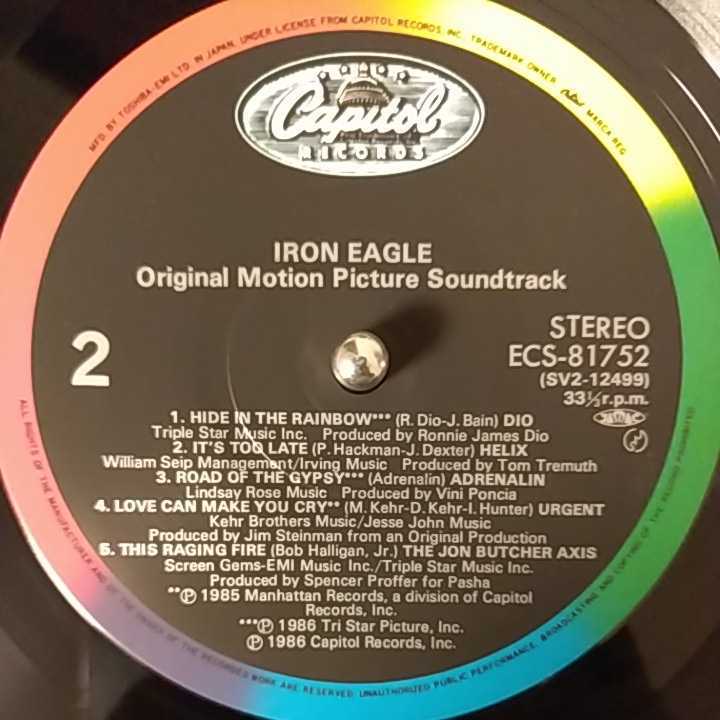 MFD. BY TOSHIBA-EMI LTD. IN JAPAN, UNDER LICENSE FROM CAPITOL RECORDS, INC. TRADEMARK OWNER. MARCA REG.
Capitol
RECORDS
IRON EAGLE
Original Motion Picture Soundtrack
2
STEREO
ECS-81752
(SV2-12499)
33⅓r.p.m.
JASRAC
1. HIDE IN THE RAINBOW*** (R. Dio-J. Bain) DIO
Triple Star Music Inc. Produced by Ronnie James Dio
2. IT'S TOO LATE (P. Hackman-J. Dexter) HELIX
William Seip Management/Irving Music Produced by Tom Tremuth
3. ROAD OF THE GYPSY*** (Adrenalin) ADRENALIN
Lindsay Rose Music Produced by Vini Poncia
4. LOVE CAN MAKE YOU CRY** (M. Kehr-D. Kehr-I. Hunter) URGENT
Kehr Brothers Music/Jesse John Music
Produced by Jim Steinman from an Original Production
5. THIS RAGING FIRE (Bob Halligan, Jr.) THE JON BUTCHER AXIS
Screen Gems-EMI Music Inc./Triple Star Music Inc.
Produced by Spencer Proffer for Pasha
**℗ 1985 Manhattan Records, a division of Capitol
Records, Inc.
***℗ 1986 Tri Star Picture, Inc.
℗ 1986 Capitol Records, Inc.
ALL RIGHTS OF THE MANUFACTURER AND OF THE OWNER OF THE RECORDED WORK ARE RESERVED. UNAUTHORIZED PUBLIC PERFORMANCE, BROADCASTING AND COPYING OF THE RECORD PROHIBITED